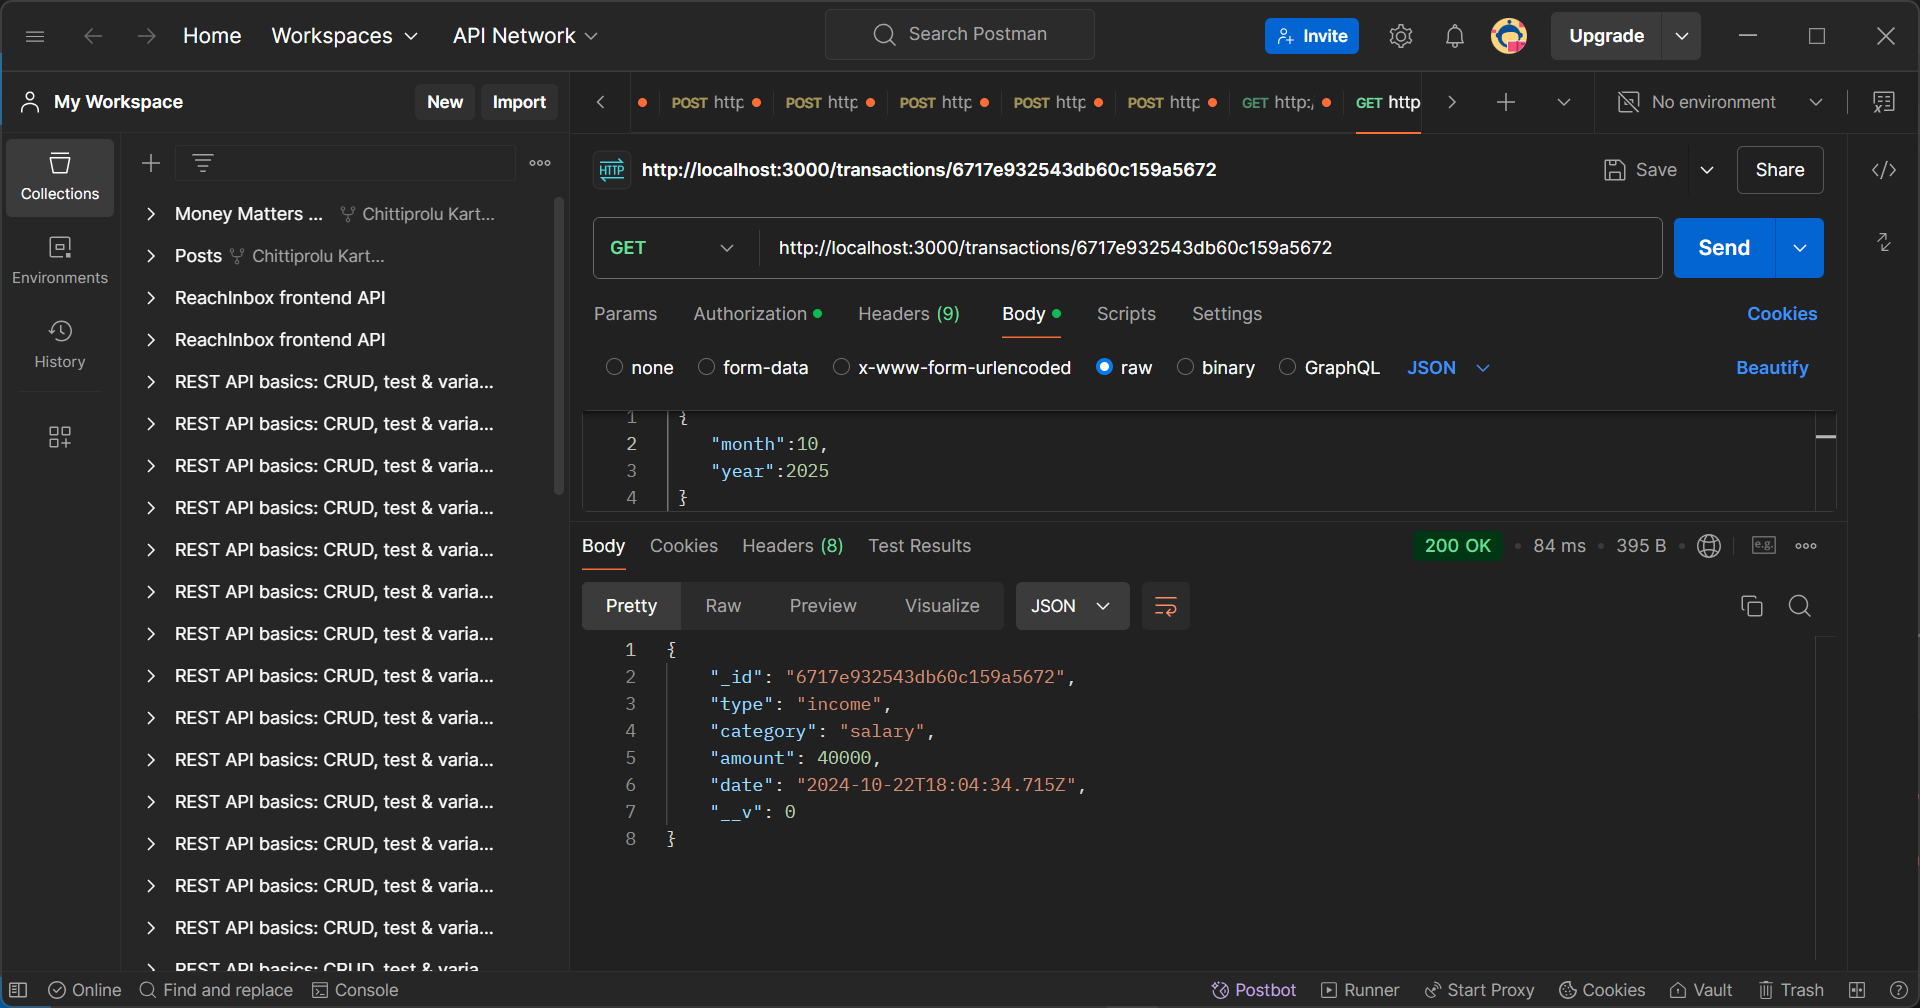 Home Workspaces API Network Search Postman Invite Upgrade
My Workspace New Import
POST http POST http POST http POST http POST http GET http:/ GET http No environment
Collections
Environments
History
Money Matters ... Chittiprolu Kart...
Posts Chittiprolu Kart...
ReachInbox frontend API
ReachInbox frontend API
REST API basics: CRUD, test & varia...
REST API basics: CRUD, test & varia...
REST API basics: CRUD, test & varia...
REST API basics: CRUD, test & varia...
REST API basics: CRUD, test & varia...
REST API basics: CRUD, test & varia...
REST API basics: CRUD, test & varia...
REST API basics: CRUD, test & varia...
REST API basics: CRUD, test & varia...
REST API basics: CRUD, test & varia...
REST API basics: CRUD, test & varia...
REST API basics: CRUD, test & varia...
REST API basics: CRUD, test & varia...
REST API basics: CRUD, test & varia...
REST API basics: CRUD, test & varia
HTTP http://localhost:3000/transactions/6717e932543db60c159a5672 Save Share
GET http://localhost:3000/transactions/6717e932543db60c159a5672 Send
Params Authorization Headers (9) Body Scripts Settings Cookies
none form-data x-www-form-urlencoded raw binary GraphQL JSON Beautify
1 {
2 "month":10,
3 "year":2025
4 }
Body Cookies Headers (8) Test Results 200 OK 84 ms 395 B e.g.
Pretty Raw Preview Visualize JSON
1 {
2 "_id": "6717e932543db60c159a5672",
3 "type": "income",
4 "category": "salary",
5 "amount": 40000,
6 "date": "2024-10-22T18:04:34.715Z",
7 "__v": 0
8 }
Online Find and replace Console Postbot Runner Start Proxy Cookies Vault Trash